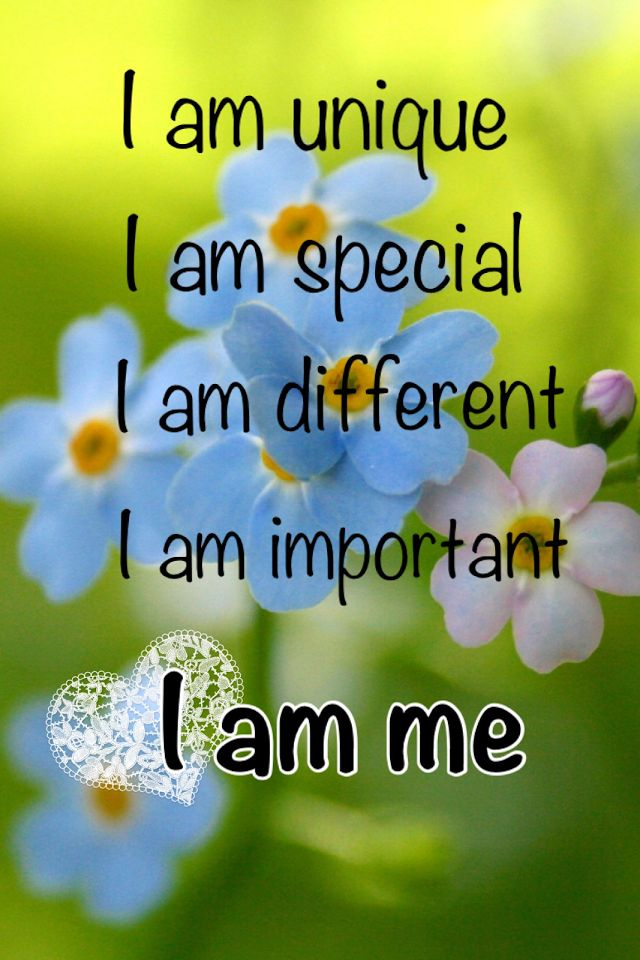 I am unique
I am special
I am different
I am important
I am me